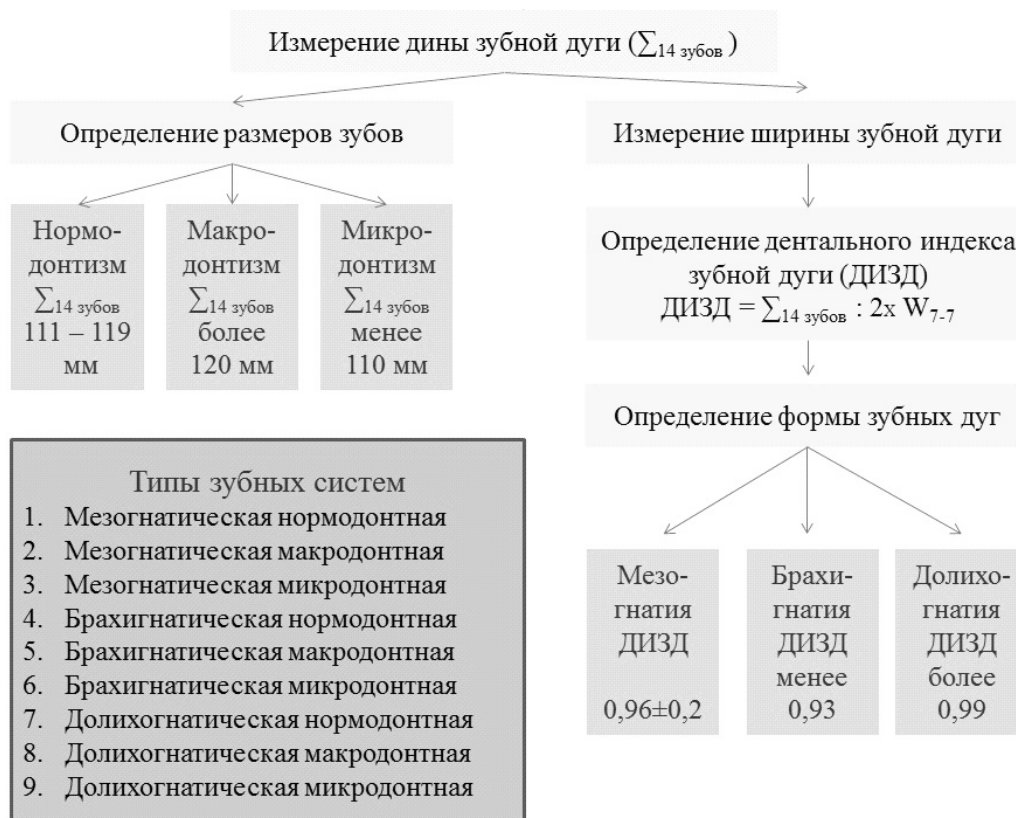 Измерение дины зубной дуги (∑14 зубов )
Определение размеров зубов
Измерение ширины зубной дуги
Нормо-
донтизм
∑14 зубов
111 – 119
мм
Макро-
донтизм
∑14 зубов
более
120 мм
Микро-
донтизм
∑14 зубов
менее
110 мм
Определение дентального индекса
зубной дуги (ДИЗД)
ДИЗД = ∑14 зубов : 2х W7-7
Определение формы зубных дуг
Мезо-
гнатия
ДИЗД
0,96±0,2
Брахи-
гнатия
ДИЗД
менее
0,93
Долихо-
гнатия
ДИЗД
более
0,99
Типы зубных систем
1. Мезогнатическая нормодонтная
2. Мезогнатическая макродонтная
3. Мезогнатическая микродонтная
4. Брахигнатическая нормодонтная
5. Брахигнатическая макродонтная
6. Брахигнатическая микродонтная
7. Долихогнатическая нормодонтная
8. Долихогнатическая макродонтная
9. Долихогнатическая микродонтная